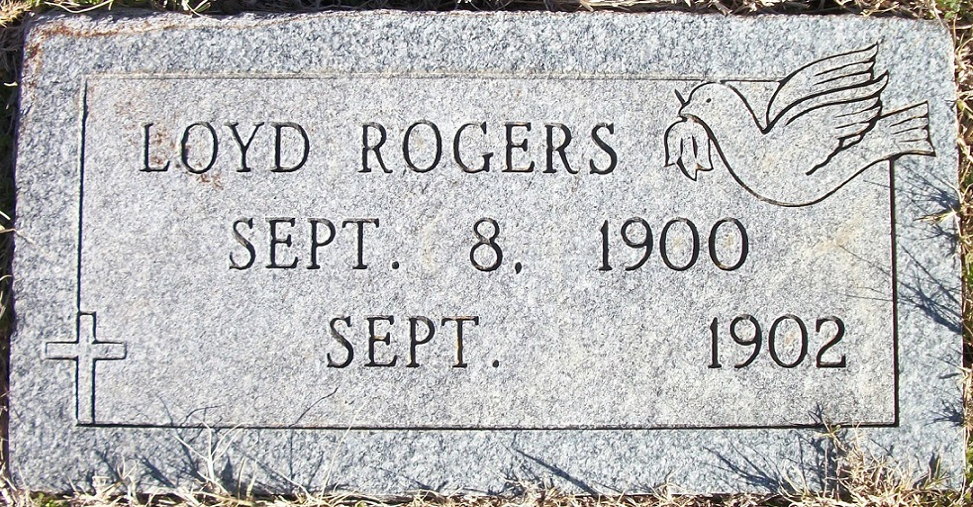 LOYD ROGERS
SEPT. 8, 1900
SEPT. 1902